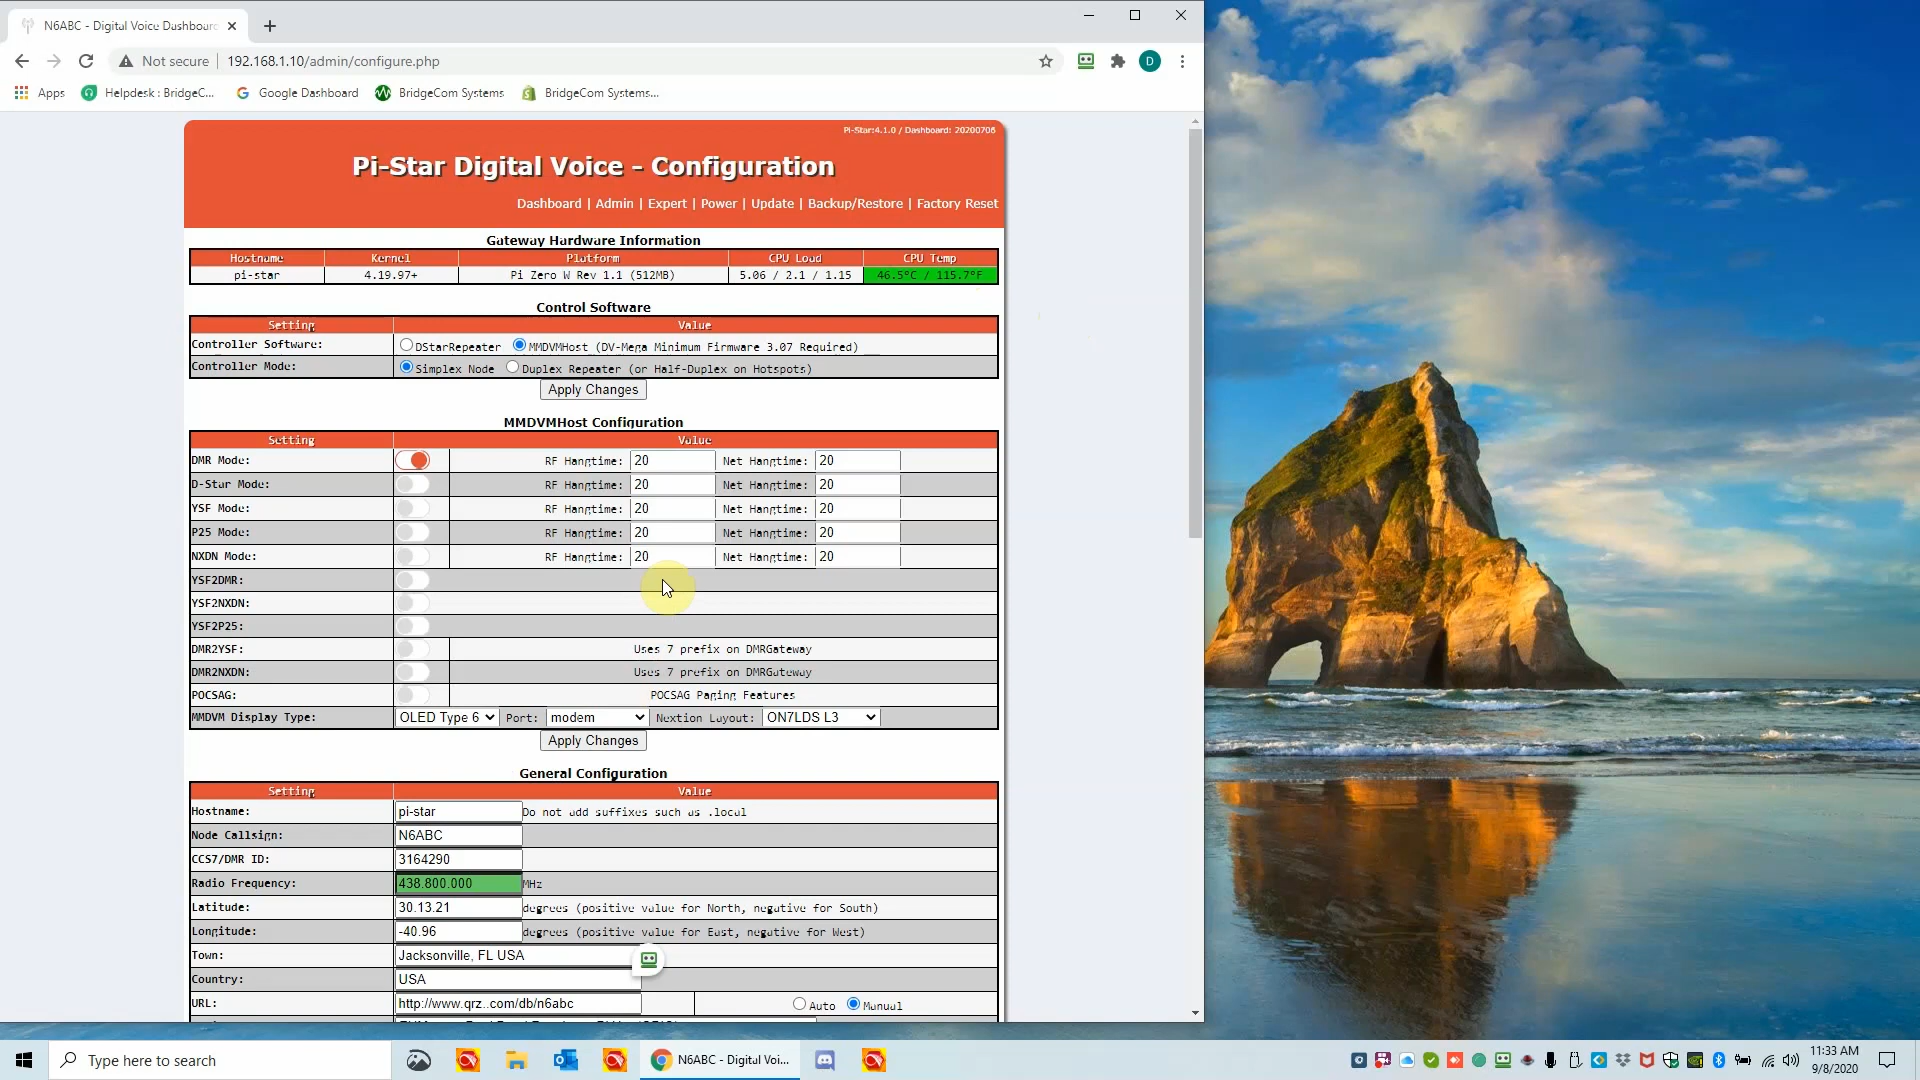 N6ABC - Digital Voice Dashboard
Not secure
192.168.1.10/admin/configure.php
D
Apps
Helpdesk : BridgeC...
Google Dashboard
BridgeCom Systems
BridgeCom Systems...
Pi-Star:4.1.0 / Dashboard: 20200706
Pi-Star Digital Voice - Configuration
Dashboard | Admin | Expert | Power | Update | Backup/Restore | Factory Reset
Gateway Hardware Information
Hostname Kernel Platform CPU Load CPU Temp
pi-star 4.19.97+ Pi Zero W Rev 1.1 (512MB) 5.06 / 2.1 / 1.15 46.5°C / 115.7°F
Control Software
Setting Value
Controller Software: DStarRepeater MMDVMHost (DV-Mega Minimum Firmware 3.07 Required)
Controller Mode: Simplex Node Duplex Repeater (or Half-Duplex on Hotspots)
Apply Changes
MMDVMHost Configuration
Setting Value
DMR Mode: RF Hangtime: 20 Net Hangtime: 20
D-Star Mode: RF Hangtime: 20 Net Hangtime: 20
YSF Mode: RF Hangtime: 20 Net Hangtime: 20
P25 Mode: RF Hangtime: 20 Net Hangtime: 20
NXDN Mode: RF Hangtime: 20 Net Hangtime: 20
YSF2DMR:
YSF2NXDN:
YSF2P25:
DMR2YSF: Uses 7 prefix on DMRGateway
DMR2NXDN: Uses 7 prefix on DMRGateway
POCSAG: POCSAG Paging Features
MMDVM Display Type: OLED Type 6 Port: modem Nextion Layout: ON7LDS L3
Apply Changes
General Configuration
Setting Value
Hostname: pi-star Do not add suffixes such as .local
Node Callsign: N6ABC
CCS7/DMR ID: 3164290
Radio Frequency: 438.800.000 MHz
Latitude: 30.13.21 degrees (positive value for North, negative for South)
Longitude: -40.96 degrees (positive value for East, negative for West)
Town: Jacksonville, FL USA
Country: USA
URL: http://www.qrz..com/db/n6abc Auto Manual
Type here to search
N6ABC - Digital Voi...
11:33 AM
9/8/2020